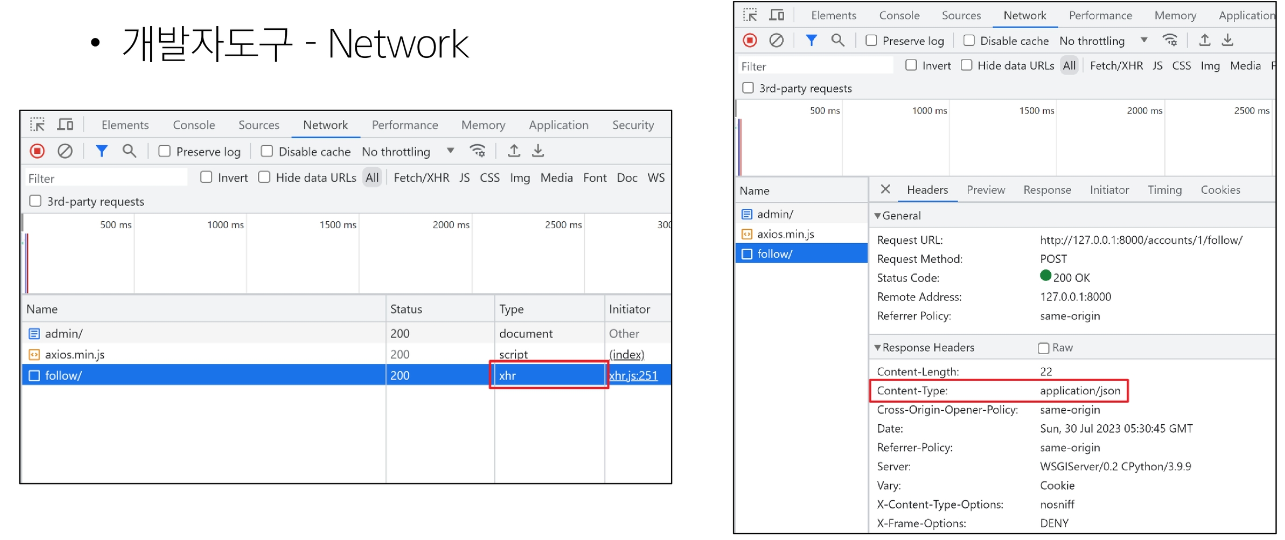 • 개발자도구 - Network
Elements Console Sources Network Performance Memory Application Security
Preserve log Disable cache No throttling
Filter Invert Hide data URLs All Fetch/XHR JS CSS Img Media Font Doc WS
3rd-party requests
500 ms 1000 ms 1500 ms 2000 ms 2500 ms 300
Name Status Type Initiator
admin/ 200 document Other
axios.min.js 200 script (index)
follow/ 200 xhr xhr.js:251
Elements Console Sources Network Performance Memory Application
Preserve log Disable cache No throttling
Filter Invert Hide data URLs All Fetch/XHR JS CSS Img Media F
3rd-party requests
500 ms 1000 ms 1500 ms 2000 ms 2500 ms
Name
admin/
axios.min.js
follow/
Headers Preview Response Initiator Timing Cookies
General
Request URL: http://127.0.0.1:8000/accounts/1/follow/
Request Method: POST
Status Code: 200 OK
Remote Address: 127.0.0.1:8000
Referrer Policy: same-origin
Response Headers Raw
Content-Length: 22
Content-Type: application/json
Cross-Origin-Opener-Policy: same-origin
Date: Sun, 30 Jul 2023 05:30:45 GMT
Referrer-Policy: same-origin
Server: WSGIServer/0.2 CPython/3.9.9
Vary: Cookie
X-Content-Type-Options: nosniff
X-Frame-Options: DENY